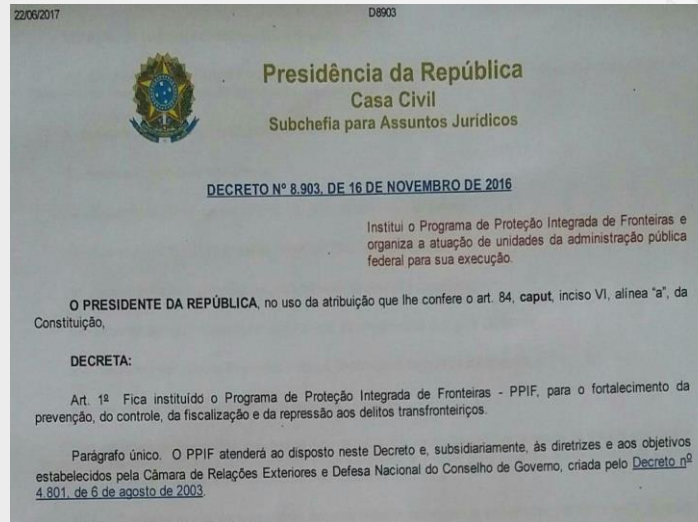 22/06/2017 D8903
Presidência da República
Casa Civil
Subchefia para Assuntos Jurídicos
DECRETO Nº 8.903, DE 16 DE NOVEMBRO DE 2016
Institui o Programa de Proteção Integrada de Fronteiras e
organiza a atuação de unidades da administração pública
federal para sua execução.
O PRESIDENTE DA REPÚBLICA, no uso da atribuição que lhe confere o art. 84, caput, inciso VI, alínea "a", da
Constituição,
DECRETA:
Art. 1º Fica instituído o Programa de Proteção Integrada de Fronteiras - PPIF, para o fortalecimento da
prevenção, do controle, da fiscalização e da repressão aos delitos transfronteiriços.
Parágrafo único. O PPIF atenderá ao disposto neste Decreto e, subsidiariamente, às diretrizes e aos objetivos
estabelecidos pela Câmara de Relações Exteriores e Defesa Nacional do Conselho de Governo, criada pelo Decreto nº
4.801, de 6 de agosto de 2003.